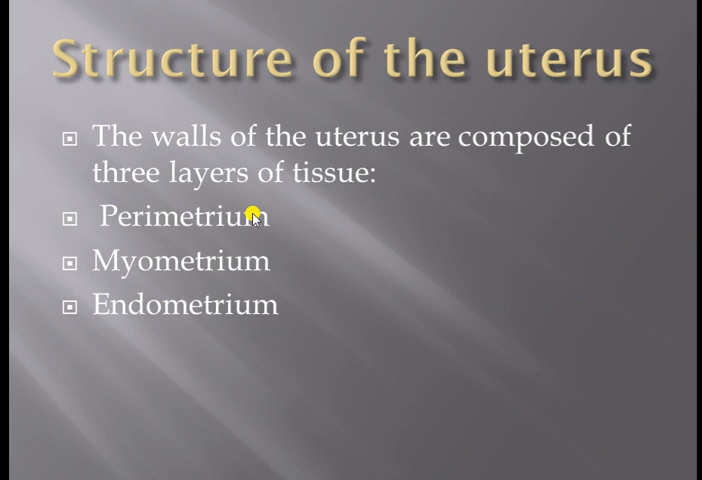 Structure of the uterus
The walls of the uterus are composed of
three layers of tissue:
Perimetrium
Myometrium
Endometrium